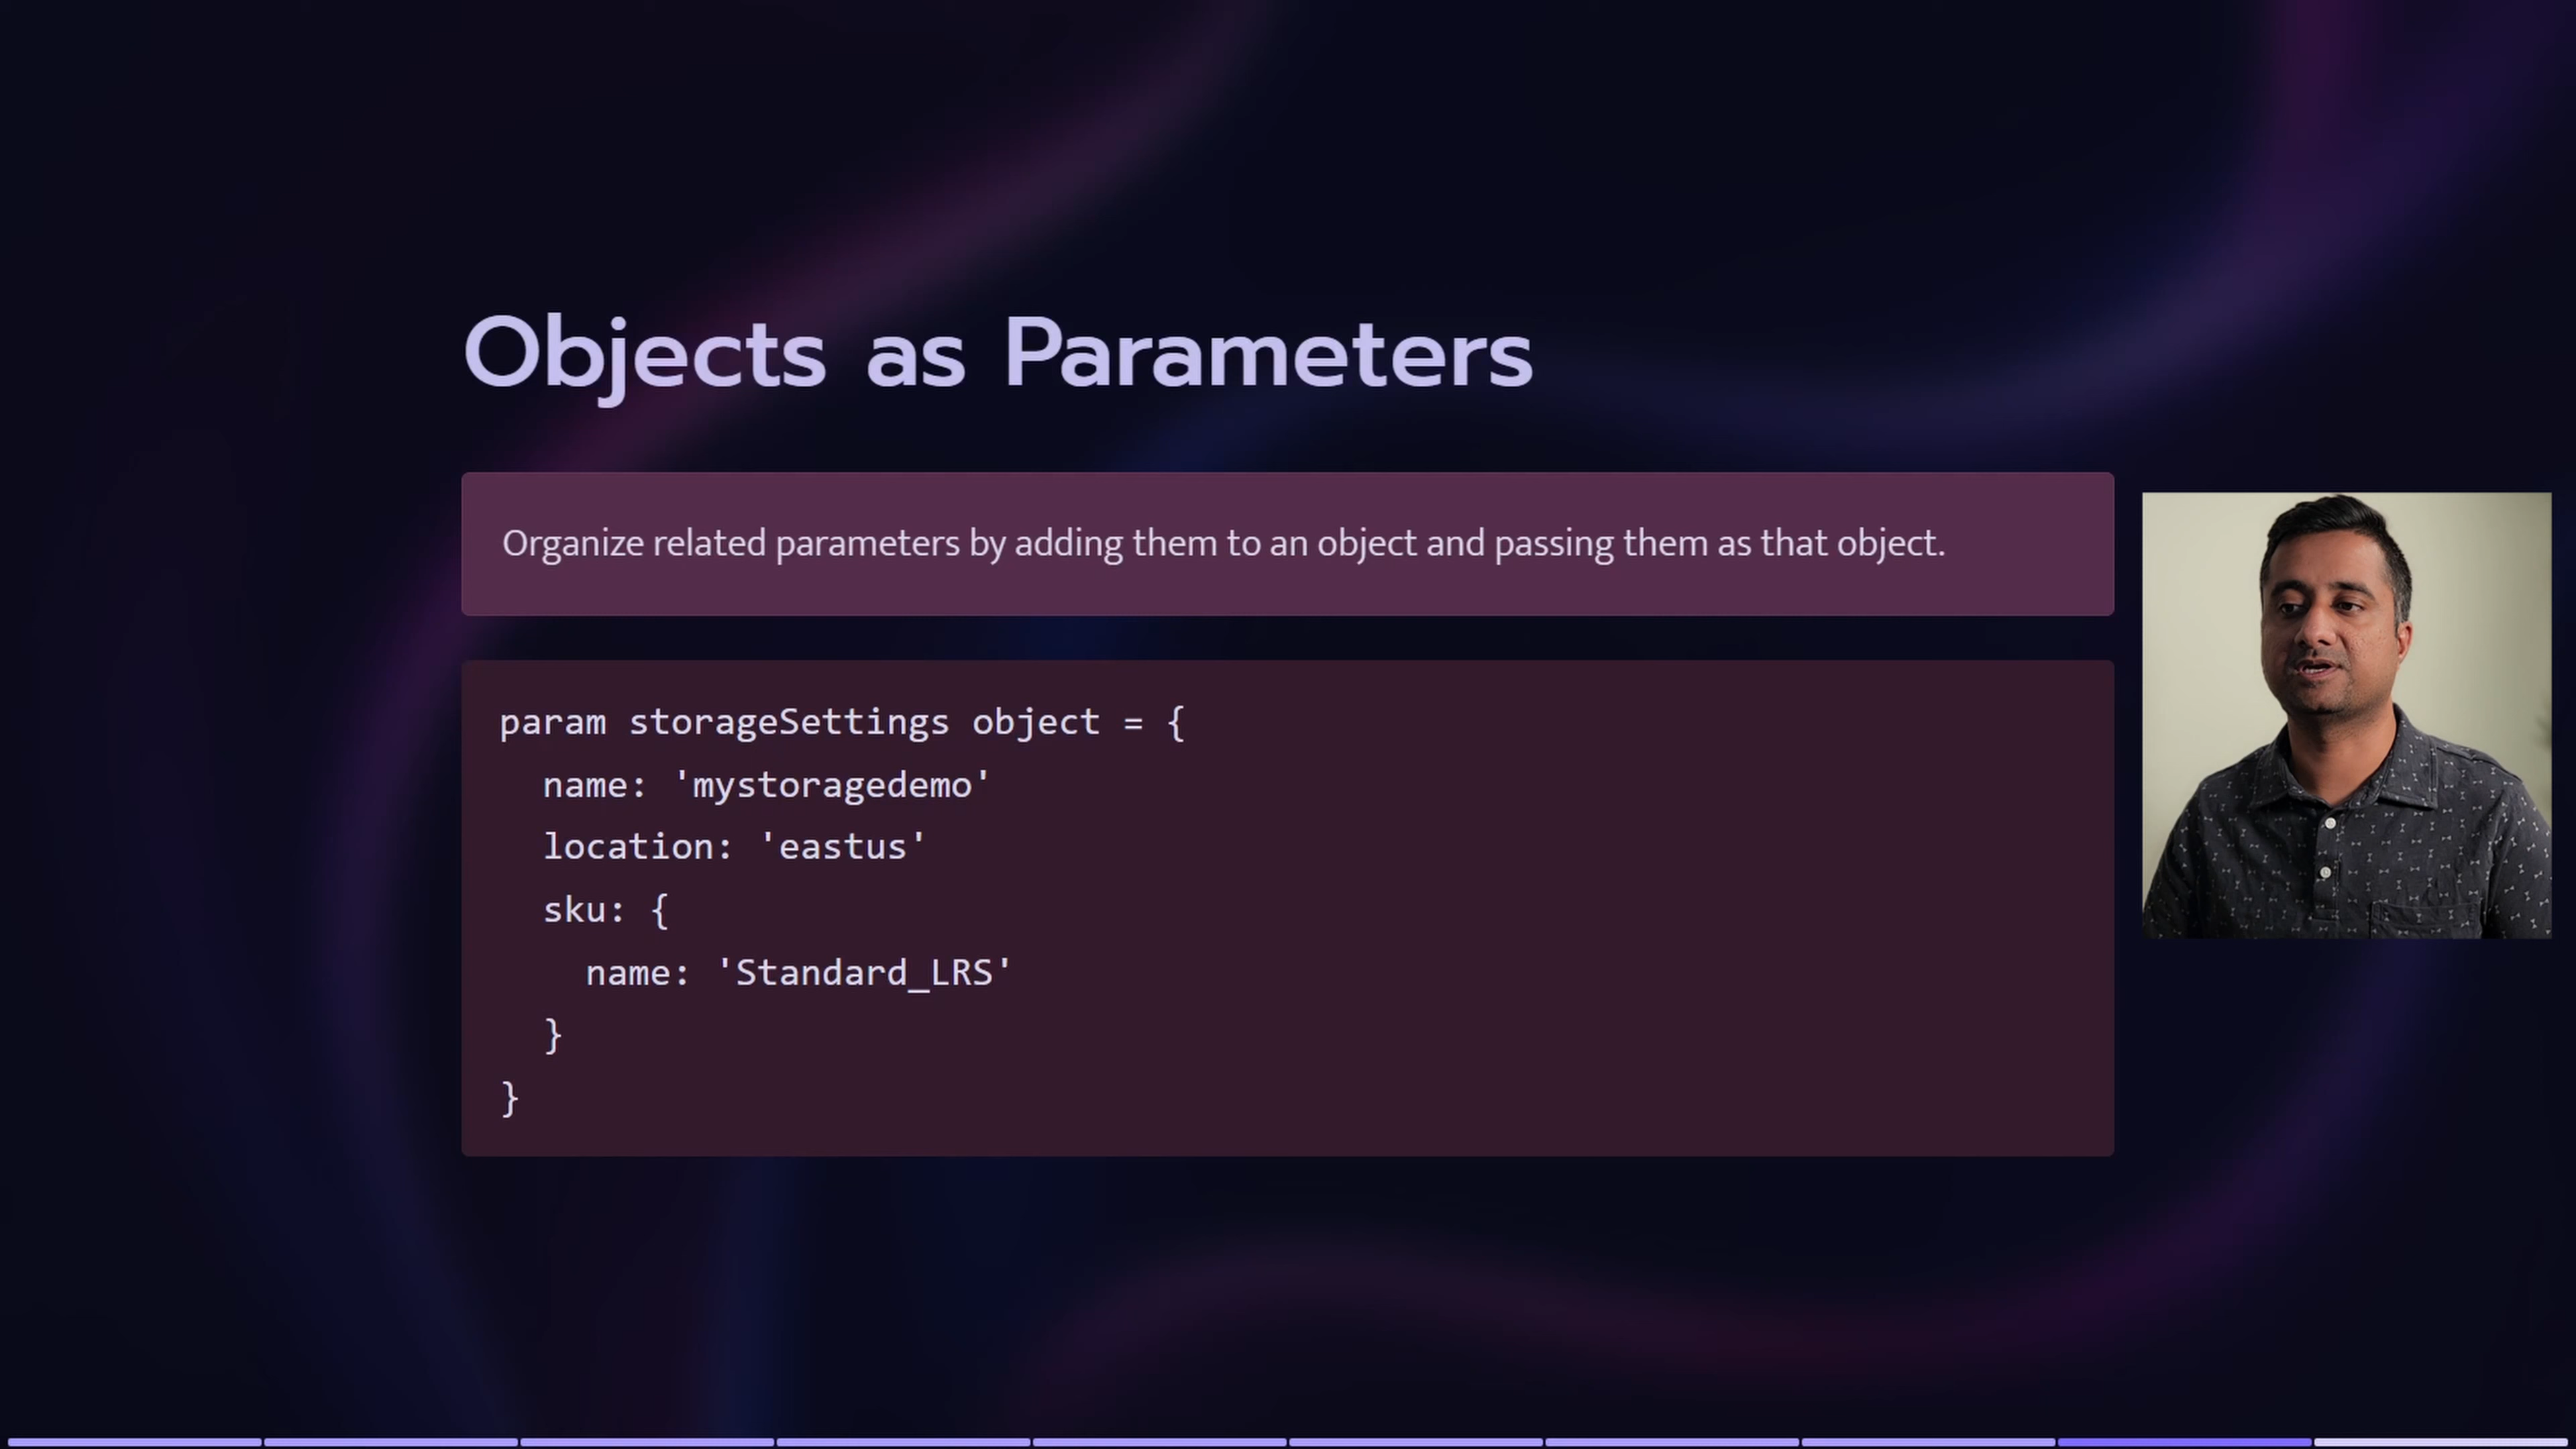 Objects as Parameters
Organize related parameters by adding them to an object and passing them as that object.
param storageSettings object = {
  name: 'mystoragedemo'
  location: 'eastus'
  sku: {
    name: 'Standard_LRS'
  }
}